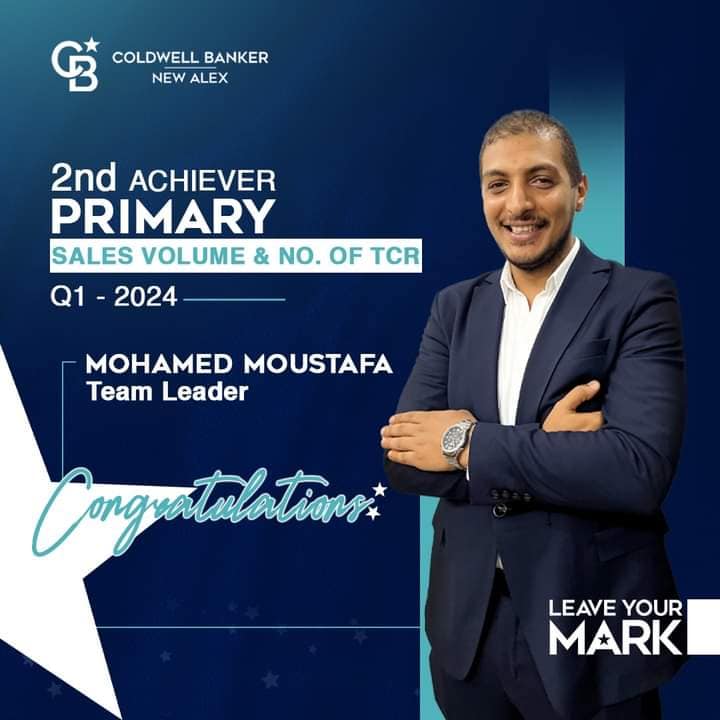 CB
COLDWELL BANKER
NEW ALEX
2nd ACHIEVER
PRIMARY
SALES VOLUME & NO. OF TCR
Q1 - 2024
MOHAMED MOUSTAFA
Team Leader
Congratulations
LEAVE YOUR
MARK